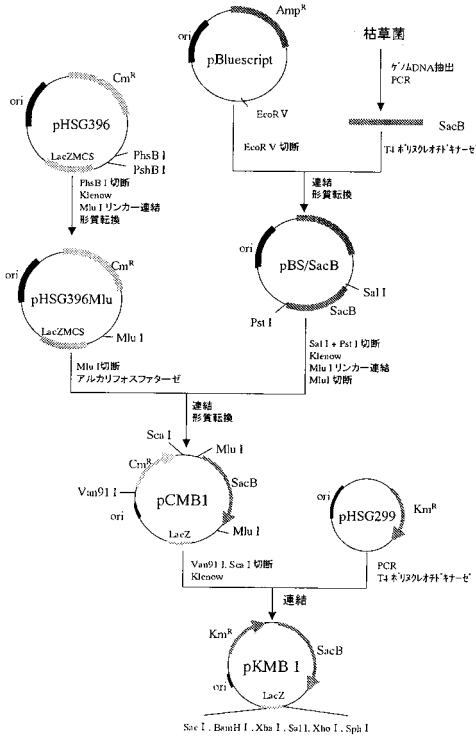 Amp^R
ori
pBluescript
EcoR V
枯草菌
ゲノムDNA抽出
PCR
SacB
Cm^R
ori
pHSG396
LacZMCS
PhsB I
PshB I
EcoR V 切断
T4 ポリヌクレオチドキナーゼ
PhsB I 切断
Klenow
Mlu I リンカー連結
形質転換
連結
形質転換
Cm^R
ori
pHSG396Mlu
LacZMCS
Mlu I
ori
pBS/SacB
Sal I
SacB
Pst I
Mlu I切断
アルカリフォスファターゼ
Sal I + Pst I 切断
Klenow
Mlu I リンカー連結
MluI 切断
連結
形質転換
Sca I
Mlu I
Cm^R
SacB
Van91 I
pCMB1
ori
Mlu I
LacZ
ori
Km^R
pHSG299
Van91 I, Sca I 切断
Klenow
PCR
T4 ポリヌクレオチドキナーゼ
連結
Km^R
SacB
pKMB 1
ori
LacZ
Sac I , BamH I , Xba I , Sal I, Xho I , Sph I